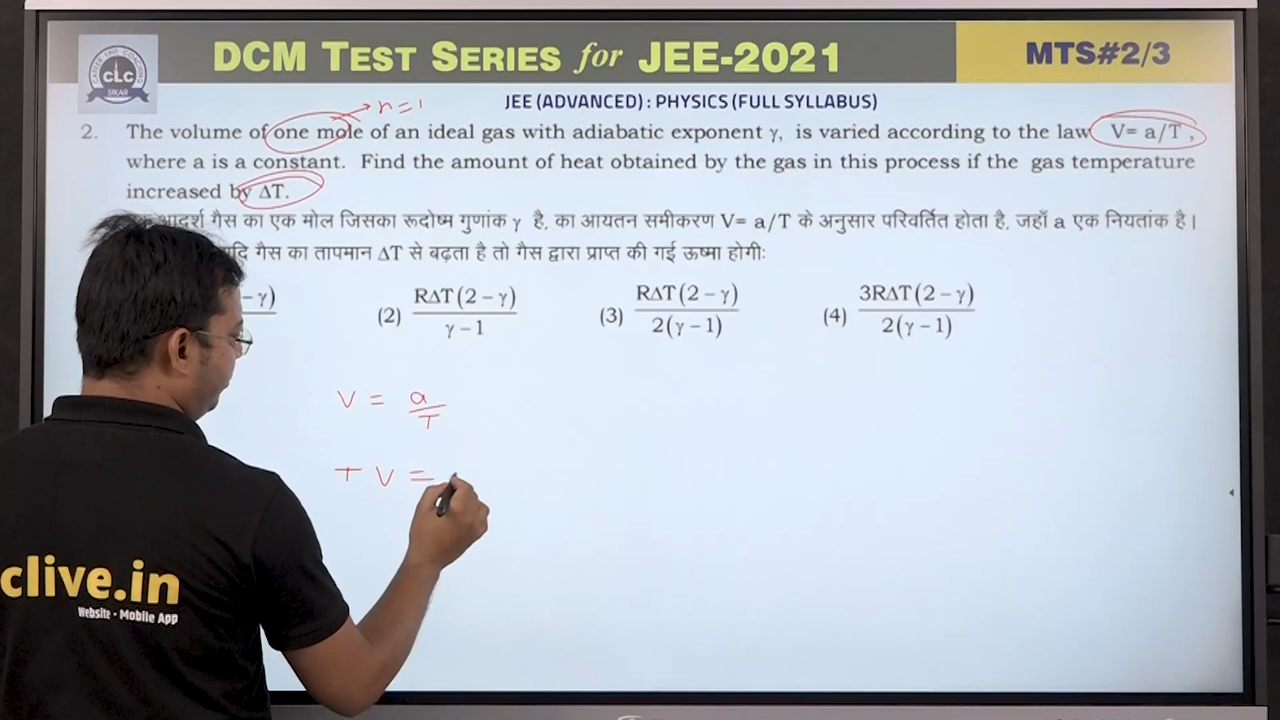 DCM TEST SERIES for JEE-2021
MTS#2/3
CLC
SIKAR
JEE (ADVANCED) : PHYSICS (FULL SYLLABUS)
n = 1
2. The volume of one mole of an ideal gas with adiabatic exponent γ, is varied according to the law V= a/T ,
where a is a constant. Find the amount of heat obtained by the gas in this process if the gas temperature
increased by ΔT.
आदर्श गैस का एक मोल जिसका रूदोष्म गुणांक γ है, का आयतन समीकरण V= a/T के अनुसार परिवर्तित होता है, जहाँ a एक नियतांक है।
गैस का तापमान ΔT से बढ़ता है तो गैस द्वारा प्राप्त की गई ऊष्मा होगीः
– γ)
(2) RΔT(2 – γ) / γ – 1
(3) RΔT(2 – γ) / 2(γ – 1)
(4) 3RΔT(2 – γ) / 2(γ – 1)
V = a / T
T V =
clive.in
Website • Mobile App